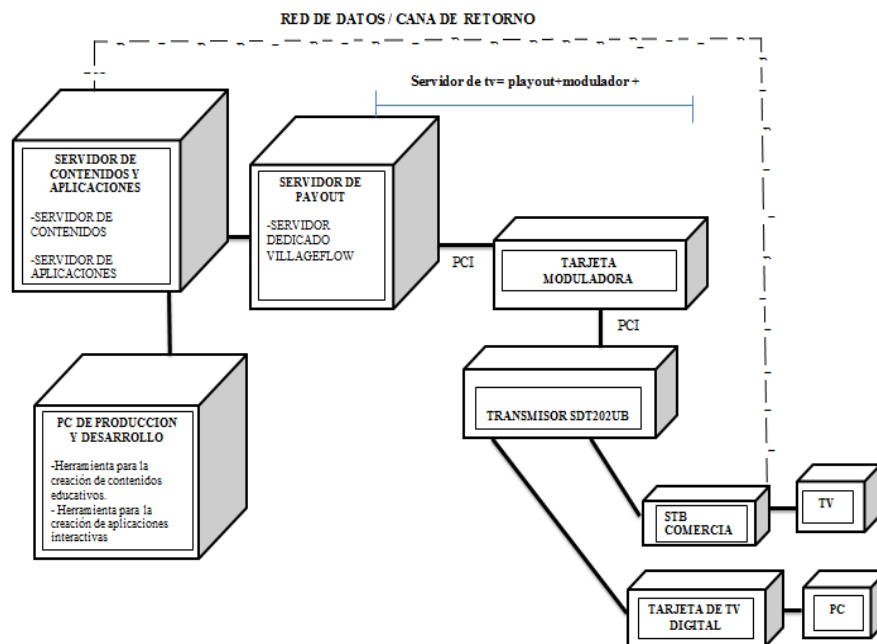 RED DE DATOS / CANA DE RETORNO
Servidor de tv= playout+modulador +
SERVIDOR DE
CONTENIDOS Y
APLICACIONES
-SERVIDOR DE
CONTENIDOS
-SERVIDOR DE
APLICACIONES
SERVIDOR DE
PAYOUT
-SERVIDOR
DEDICADO
VILLAGEFLOW
PCI
TARJETA
MODULADORA
PCI
TRANSMISOR SDT202UB
PC DE PRODUCCION
Y DESARROLLO
-Herramienta para la
creación de contenidos
educativos.
- Herramienta para la
creación de aplicaciones
interactivas
STB
COMERCIA
TV
TARJETA DE TV
DIGITAL
PC